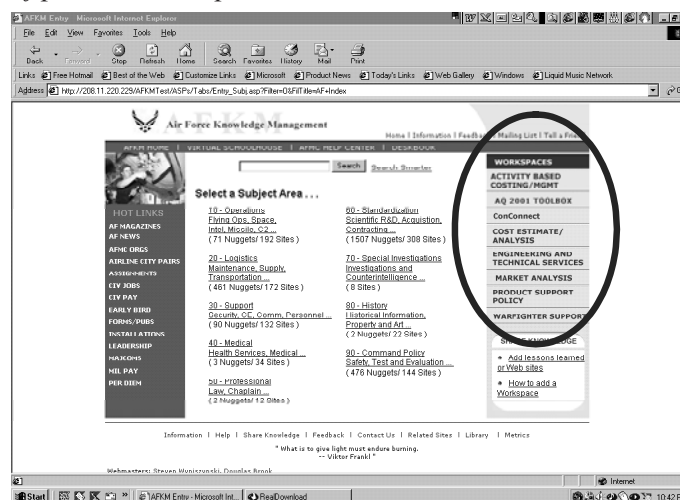 AFKM Entry - Microsoft Internet Explorer
File Edit View Favorites Tools Help
Back Forward Stop Refresh Home Search Favorites History Mail Print
Links Free Hotmail Best of the Web Customize Links Microsoft Product News Today's Links Web Gallery Windows Liquid Music Network
Address http://208.11.220.229/AFKMTest/ASPs/Tabs/Entry_Subj.asp?Filter=0&FilTitle=AF+Index
AFKM
Air Force Knowledge Management
Home | Information | Feedback | Mailing List | Tell a Friend
AFKM HOME | VIRTUAL SCHOOLHOUSE | AFMC HELP CENTER | DESKBOOK
Search Search Smarter
Select a Subject Area . . .
HOT LINKS
AF MAGAZINES
AF NEWS
AFMC ORGS
AIRLINE CITY PAIRS
ASSIGNMENTS
CIV JOBS
CIV PAY
EARLY BIRD
FORMS/PUBS
INSTALLATIONS
LEADERSHIP
MAJCOMS
MIL PAY
PER DIEM
10 - Operations
Flying Ops, Space,
Intel, Missile, C2 ...
( 71 Nuggets/ 192 Sites )
20 - Logistics
Maintenance, Supply,
Transportation ...
( 461 Nuggets/ 172 Sites )
30 - Support
Security, CE, Comm, Personnel ...
( 90 Nuggets/ 132 Sites )
40 - Medical
Health Services, Medical ...
( 3 Nuggets/ 34 Sites )
50 - Professional
Law, Chaplain ...
( 2 Nuggets/ 12 Sites )
60 - Standardization
Scientific R&D, Acquistion,
Contracting ...
( 1507 Nuggets/ 308 Sites )
70 - Special Investigations
Investigations and
Counterintelligence ...
( 8 Sites )
80 - History
Historical Information,
Property and Art ...
( 2 Nuggets/ 22 Sites )
90 - Command Policy
Safety, Test and Evaluation ...
( 476 Nuggets/ 144 Sites )
WORKSPACES
ACTIVITY BASED
COSTING/MGMT
AQ 2001 TOOLBOX
ConConnect
COST ESTIMATE/
ANALYSIS
ENGINEERING AND
TECHNICAL SERVICES
MARKET ANALYSIS
PRODUCT SUPPORT
POLICY
WARFIGHTER SUPPORT
SHARE KNOWLEDGE
Add lessons learned
or Web sites
How to add a
Workspace
Information | Help | Share Knowledge | Feedback | Contact Us | Related Sites | Library | Metrics
" What is to give light must endure burning.
-- Viktor Frankl "
Webmasters: Steven Wyniszynski, Douglas Brook
Internet
Start AFKM Entry - Microsoft Int... RealDownload 10:42